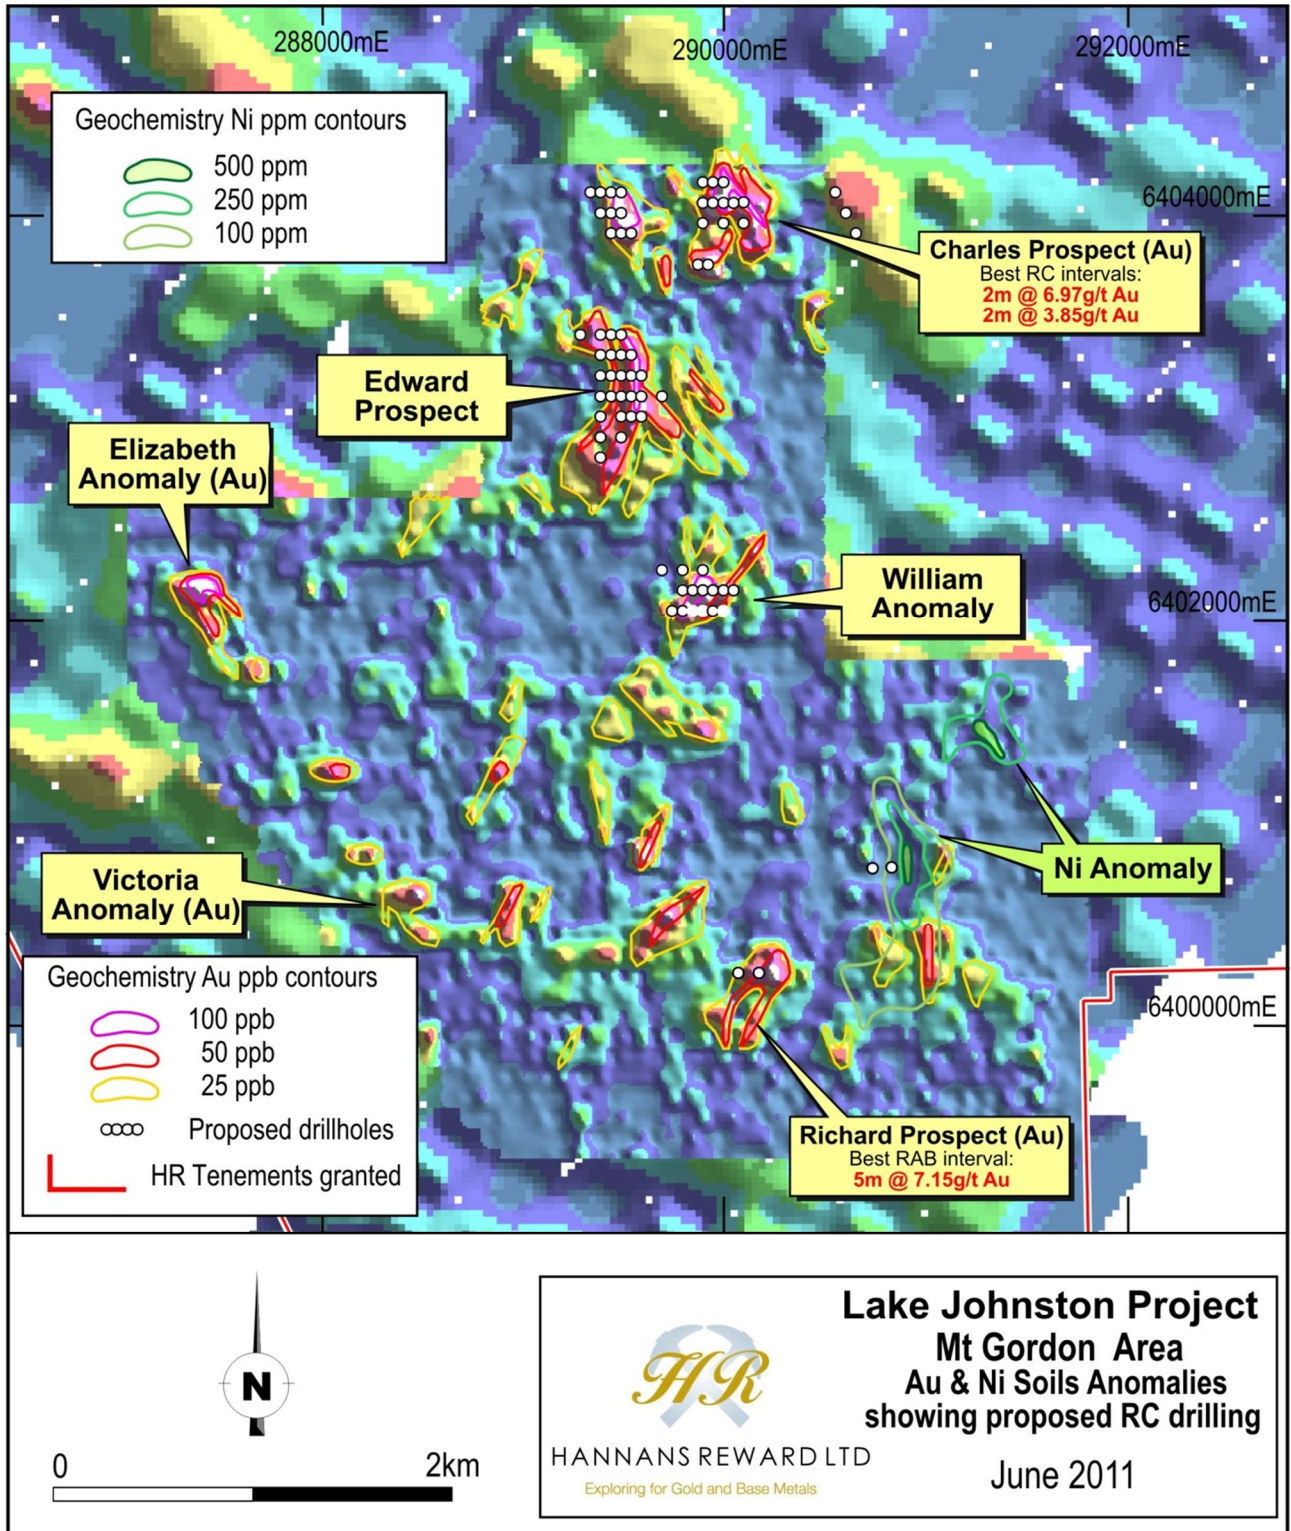 288000mE
290000mE
292000mE
Geochemistry Ni ppm contours
500 ppm
250 ppm
100 ppm
6404000mE
Charles Prospect (Au)
Best RC intervals:
2m @ 6.97g/t Au
2m @ 3.85g/t Au
Edward
Prospect
Elizabeth
Anomaly (Au)
William
Anomaly
6402000mE
Ni Anomaly
Victoria
Anomaly (Au)
Geochemistry Au ppb contours
100 ppb
50 ppb
25 ppb
Proposed drillholes
HR Tenements granted
6400000mE
Richard Prospect (Au)
Best RAB interval:
5m @ 7.15g/t Au
N
0
2km
HR
HANNANS REWARD LTD
Exploring for Gold and Base Metals
Lake Johnston Project
Mt Gordon Area
Au & Ni Soils Anomalies
showing proposed RC drilling
June 2011